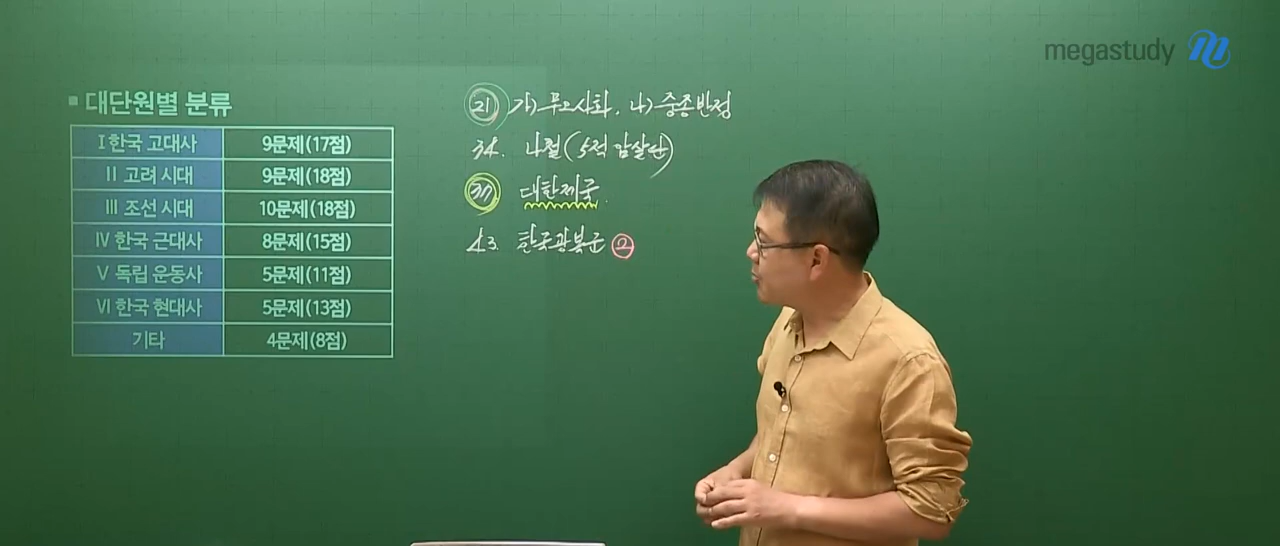 megastudy
▪ 대단원별 분류
Ⅰ 한국 고대사 9문제(17점)
Ⅱ 고려 시대 9문제(18점)
Ⅲ 조선 시대 10문제(18점)
Ⅳ 한국 근대사 8문제(15점)
Ⅴ 독립 운동사 5문제(11점)
Ⅵ 한국 현대사 5문제(13점)
기타 4문제(8점)
21 가) 무오사화, 나) 중종반정
34. 나철(5적 암살단)
37 대한제국.
43. 한국광복군 2